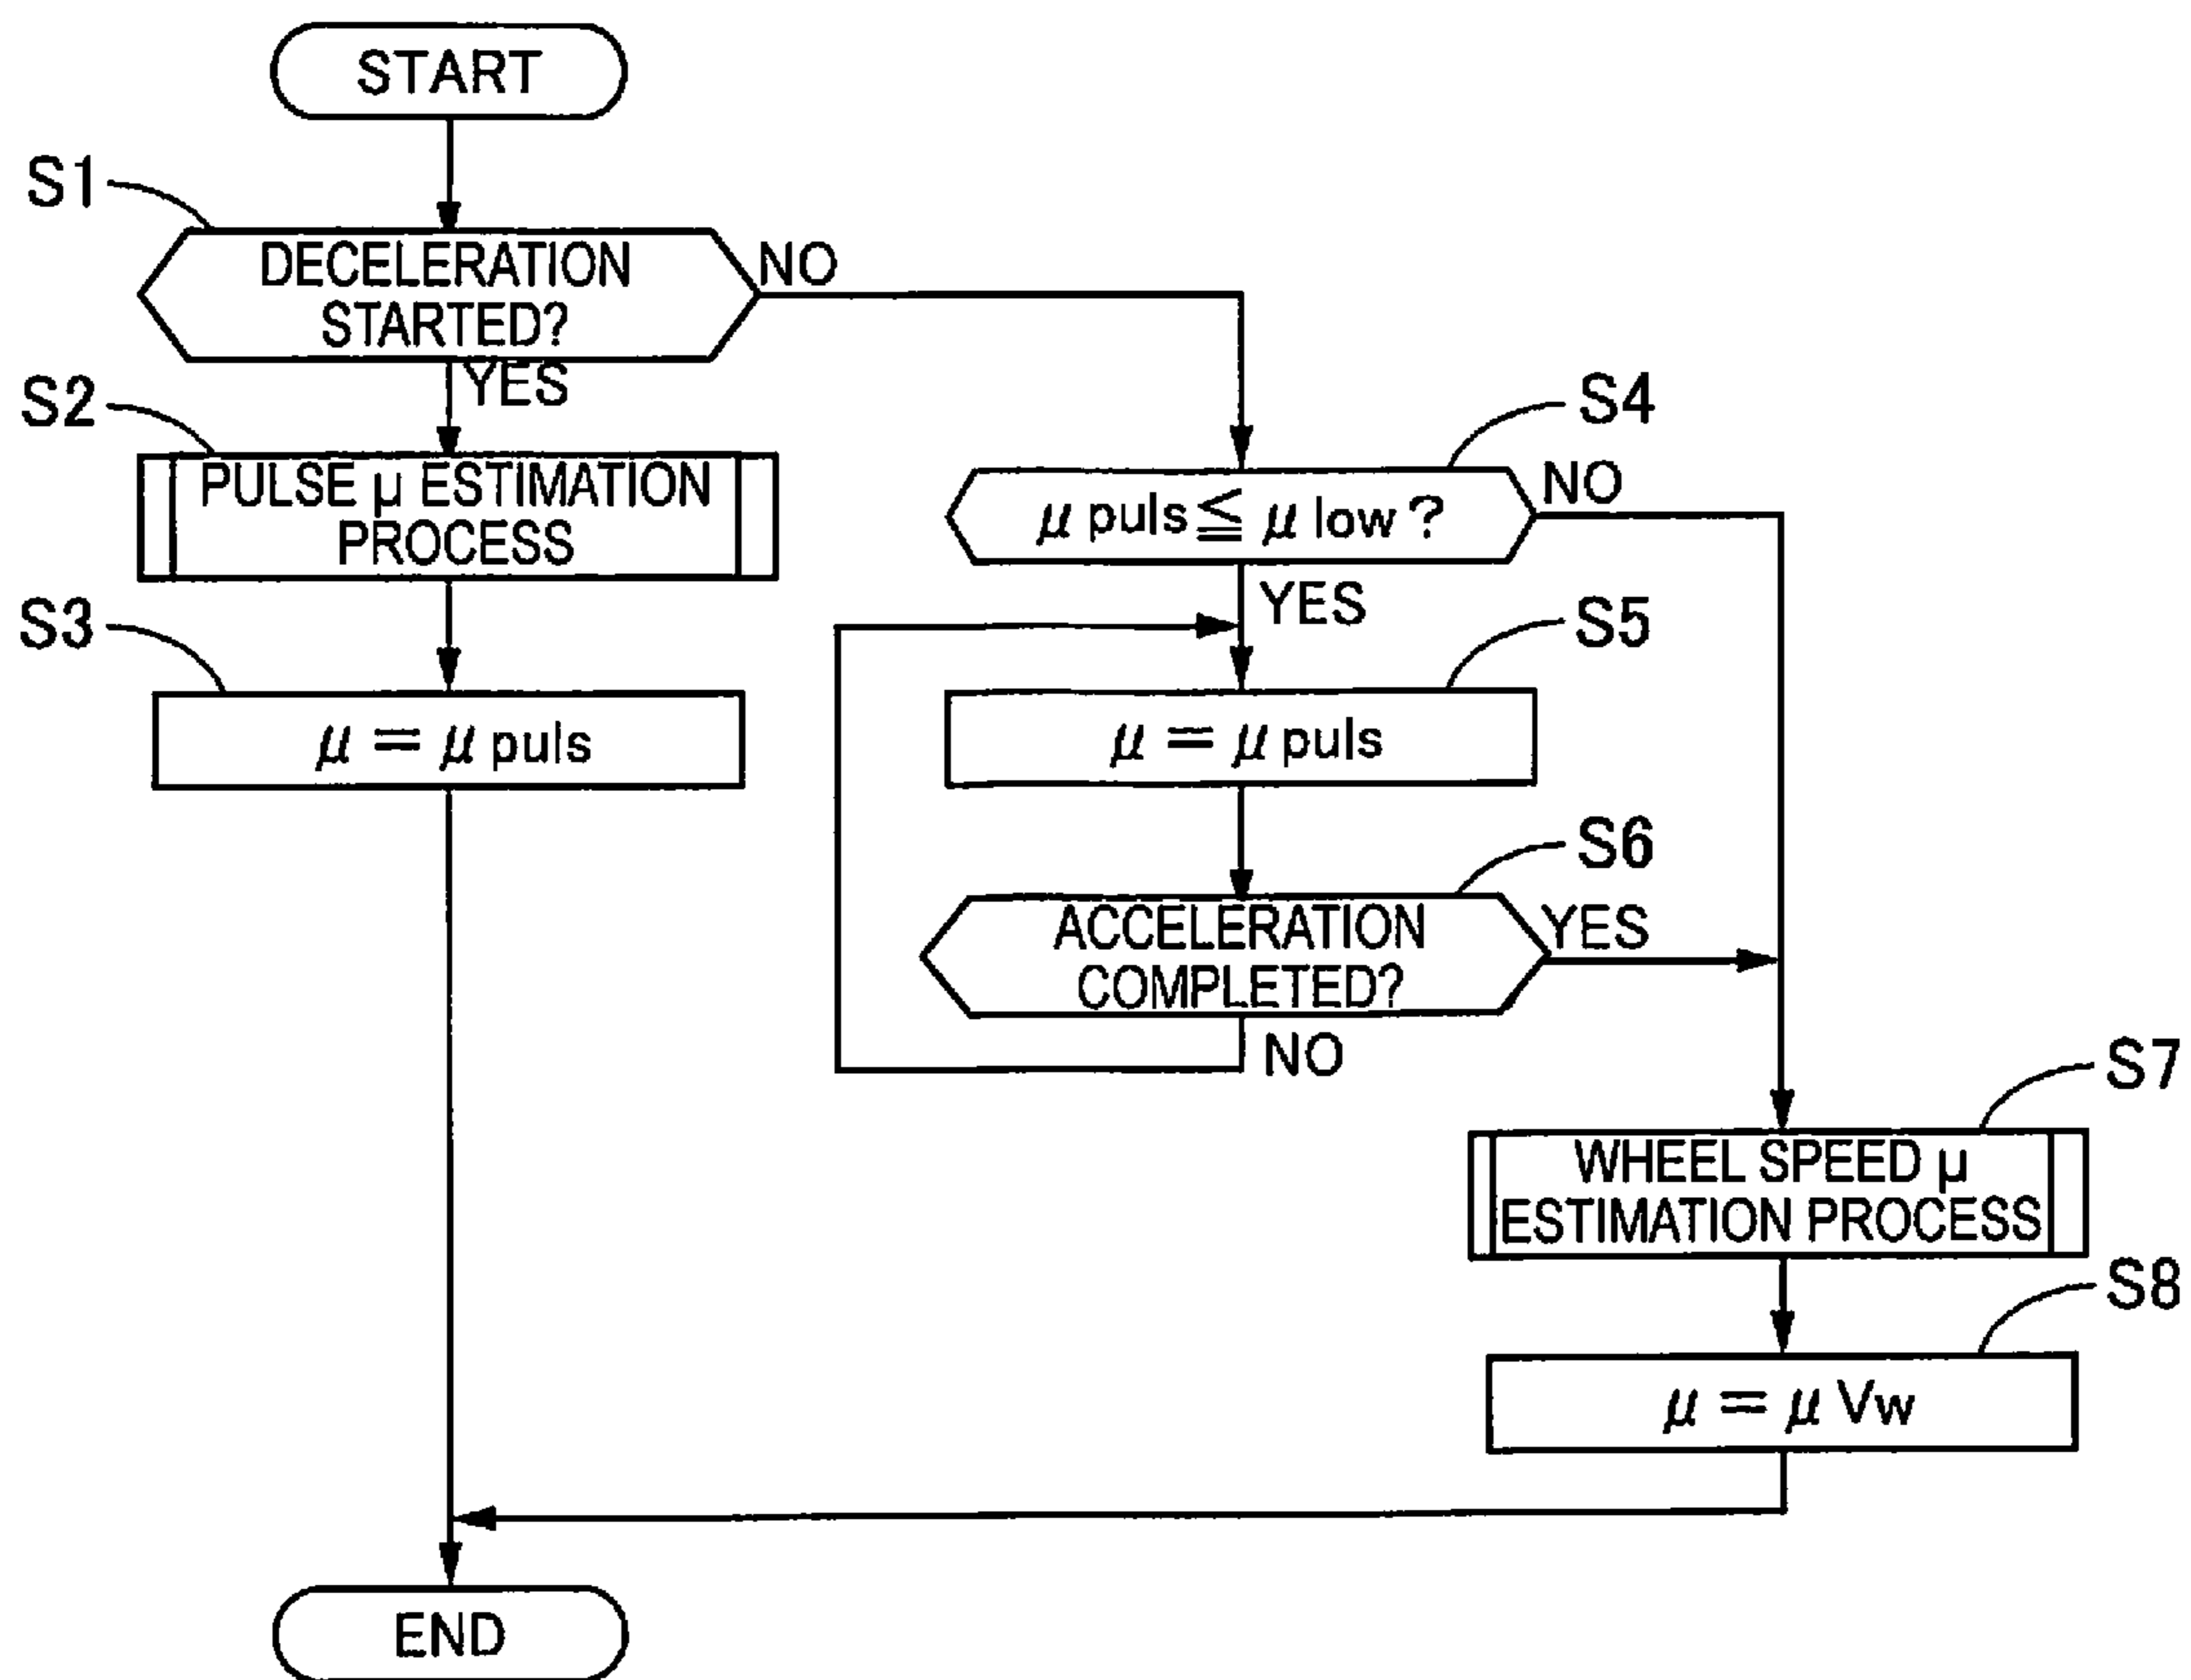 START
S1
DECELERATION
STARTED?
NO
YES
S2
PULSE μ ESTIMATION
PROCESS
S3
μ = μ puls
S4
μ puls ≦ μ low ?
NO
YES
S5
μ = μ puls
S6
ACCELERATION
COMPLETED?
YES
NO
S7
WHEEL SPEED μ
ESTIMATION PROCESS
S8
μ = μ Vw
END